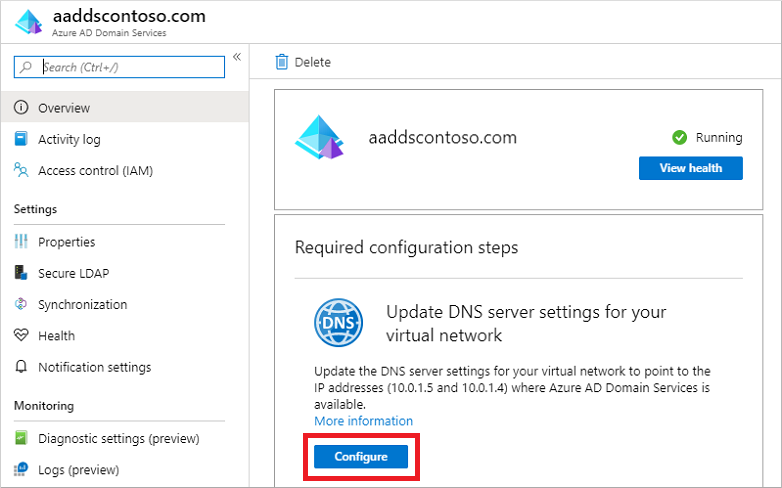 aaddscontoso.com
Azure AD Domain Services
Search (Ctrl+/)
«
Overview
Activity log
Access control (IAM)
Settings
Properties
Secure LDAP
Synchronization
Health
Notification settings
Monitoring
Diagnostic settings (preview)
Logs (preview)
Delete
aaddscontoso.com
Running
View health
Required configuration steps
DNS
Update DNS server settings for your
virtual network
Update the DNS server settings for your virtual network to point to the
IP addresses (10.0.1.5 and 10.0.1.4) where Azure AD Domain Services is
available.
More information
Configure